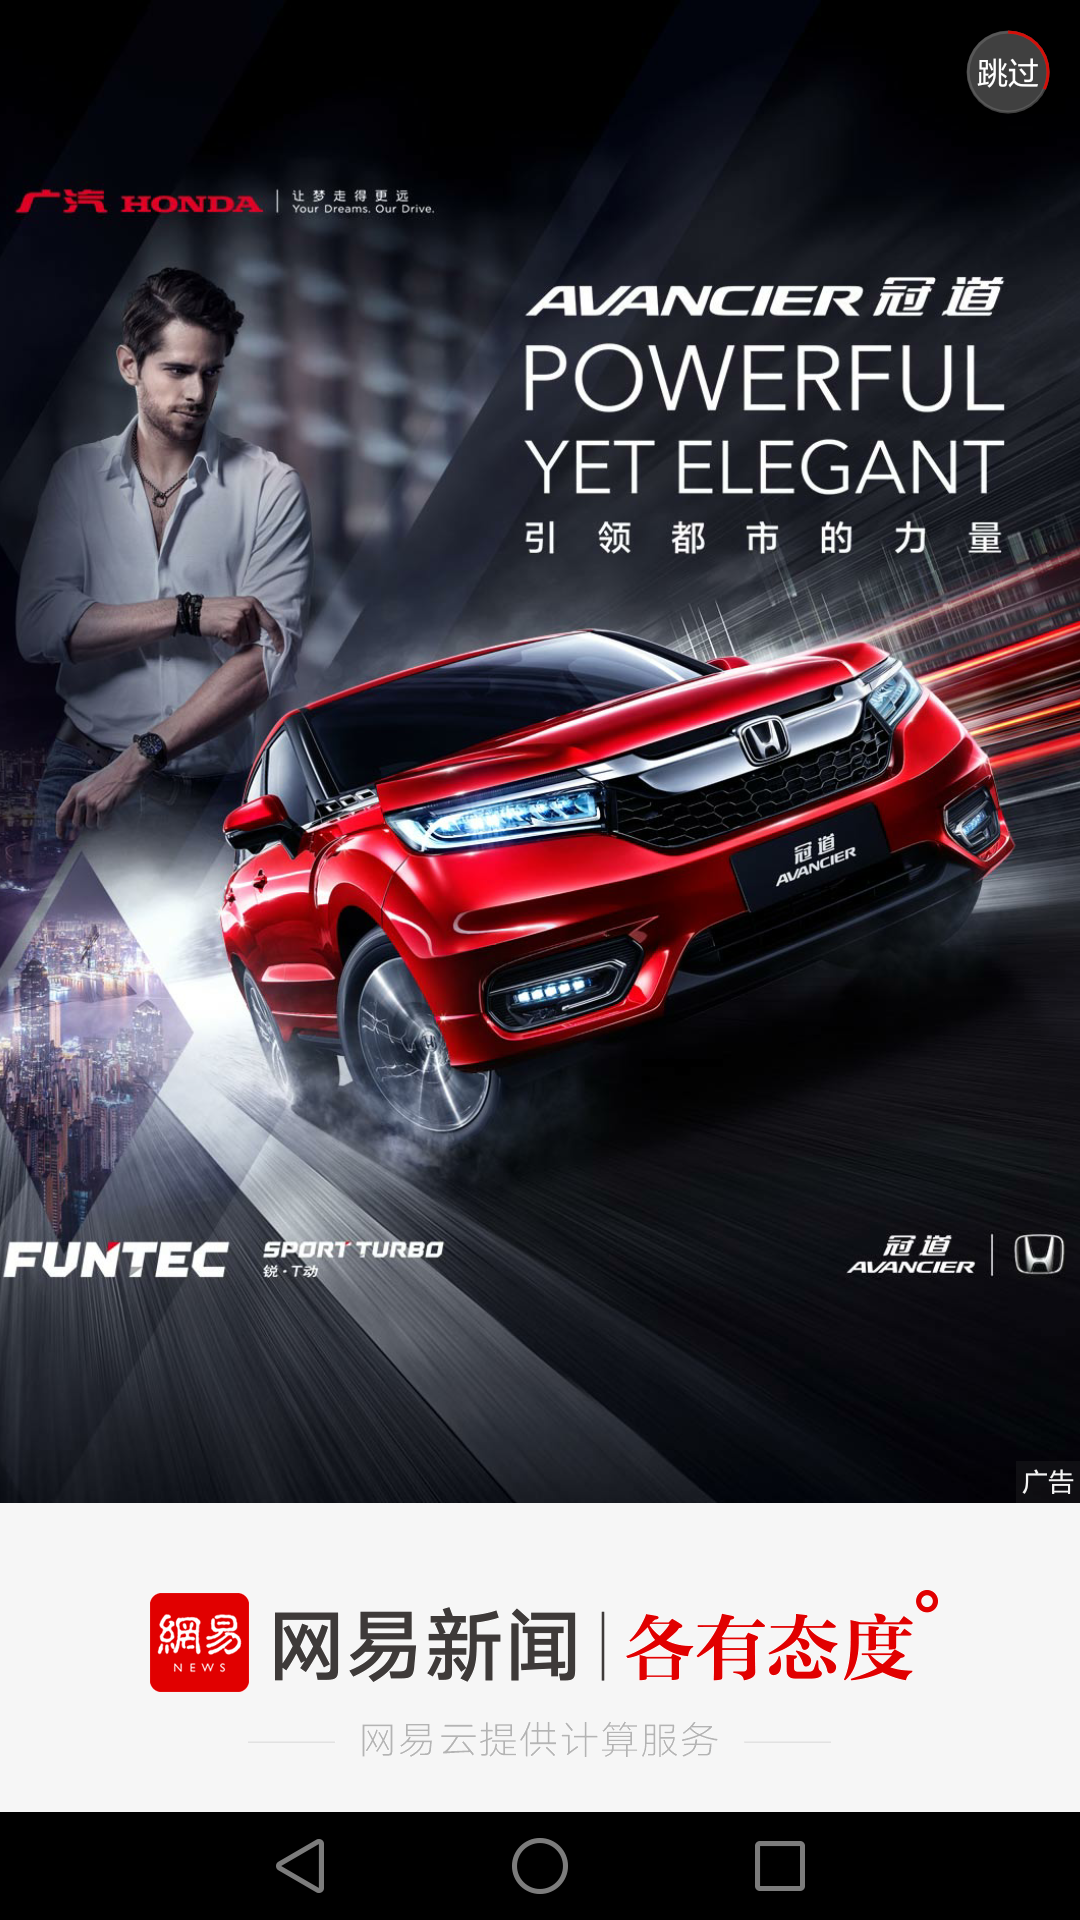 跳过
广汽 HONDA
让梦走得更远
Your Dreams. Our Drive.
AVANCIER 冠道
POWERFUL
YET ELEGANT
引领都市的力量
冠道
AVANCIER
FUNTEC
SPORT TURBO
锐·T动
冠道
AVANCIER
广告
網易
NEWS
网易新闻
各有态度
网易云提供计算服务